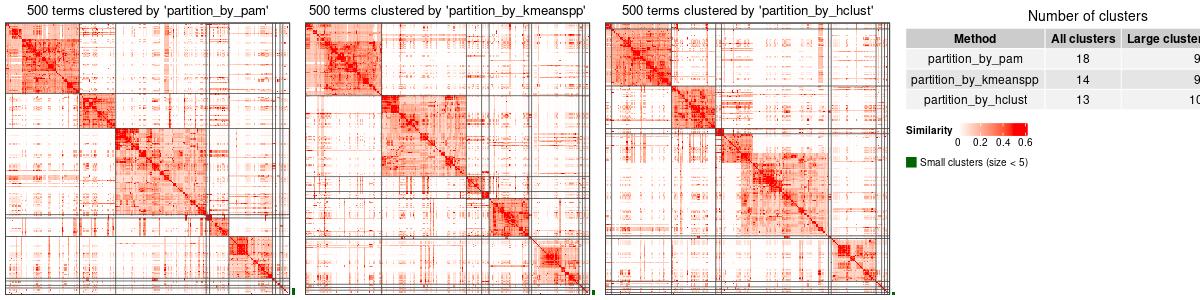 500 terms clustered by 'partition_by_pam'
500 terms clustered by 'partition_by_kmeanspp'
500 terms clustered by 'partition_by_hclust'
Number of clusters
Method All clusters Large cluster
partition_by_pam 18 9
partition_by_kmeanspp 14 9
partition_by_hclust 13 10
Similarity
0 0.2 0.4 0.6
Small clusters (size < 5)